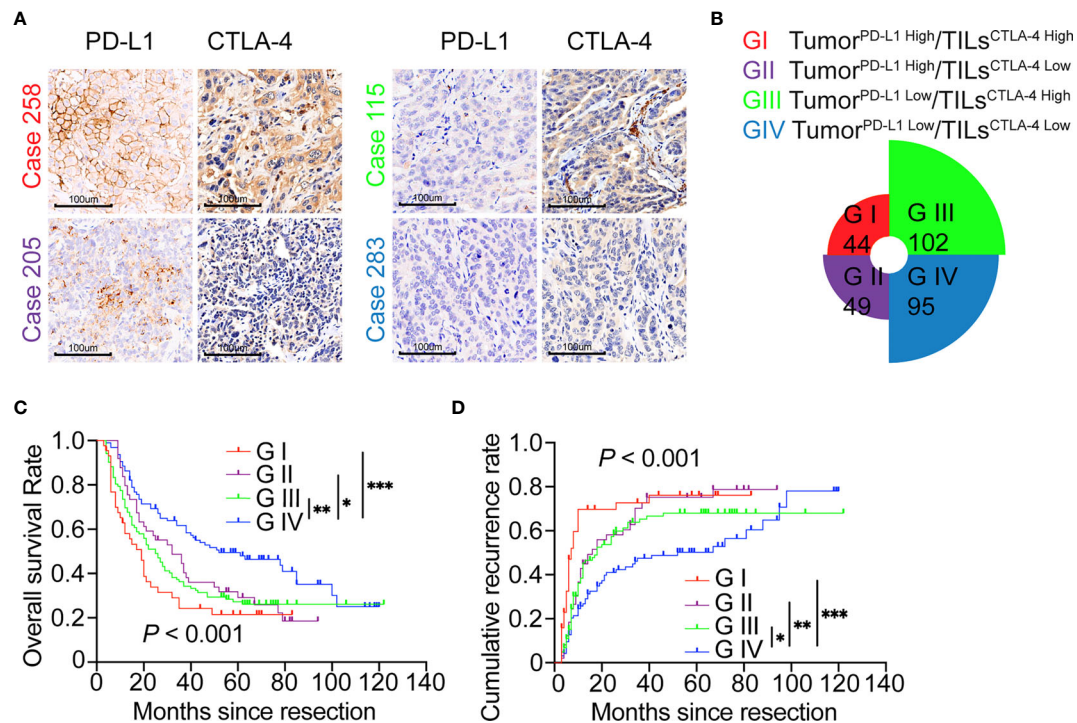 A
PD-L1 CTLA-4 PD-L1 CTLA-4
Case 258
100um 100um
Case 115
100um 100um
Case 205
100um 100um
Case 283
100um 100um
B
GI Tumor^PD-L1 High/TILs^CTLA-4 High
GII Tumor^PD-L1 High/TILs^CTLA-4 Low
GIII Tumor^PD-L1 Low/TILs^CTLA-4 High
GIV Tumor^PD-L1 Low/TILs^CTLA-4 Low
G I
44
G III
102
G II
49
G IV
95
C
Overall survival Rate
1.0
0.8
0.6
0.4
0.2
0.0
0 20 40 60 80 100 120 140
Months since resection
G I
G II
G III
G IV
** * ***
P < 0.001
D
Cumulative recurrence rate
1.0
0.8
0.6
0.4
0.2
0.0
0 20 40 60 80 100 120 140
Months since resection
P < 0.001
G I
G II
G III
G IV
* ** ***